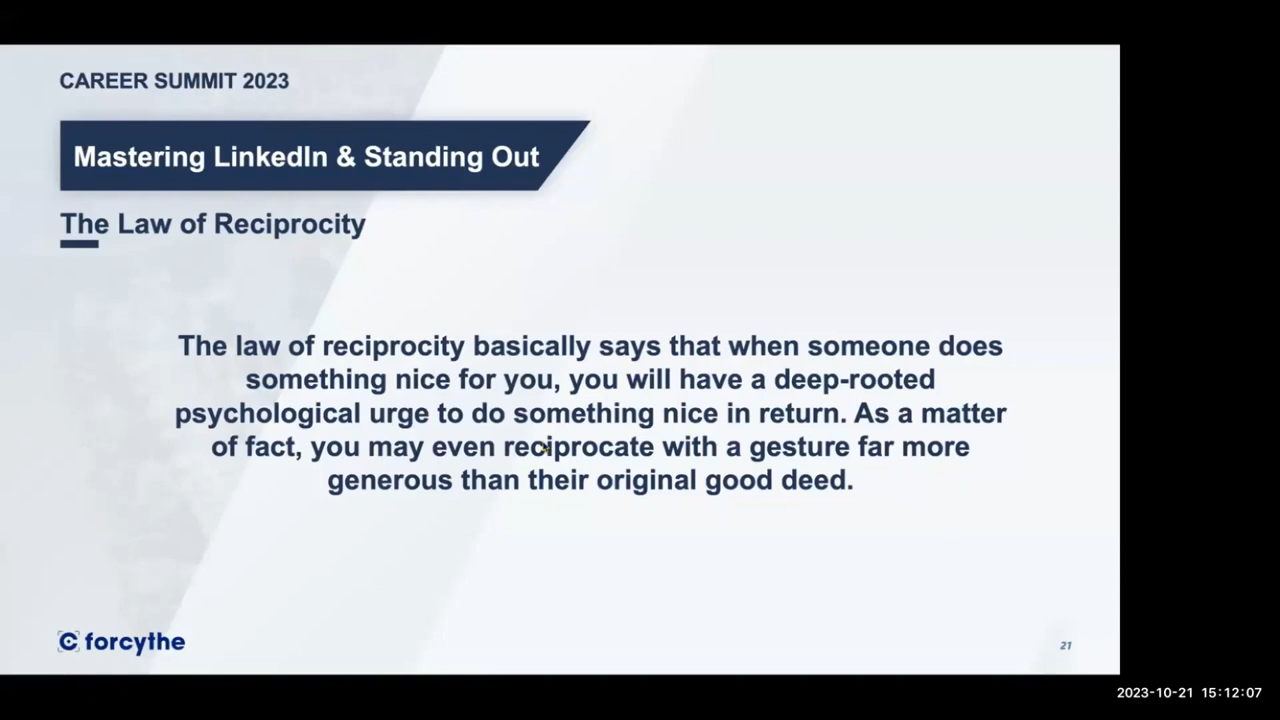 CAREER SUMMIT 2023
Mastering LinkedIn & Standing Out
The Law of Reciprocity
The law of reciprocity basically says that when someone does
something nice for you, you will have a deep-rooted
psychological urge to do something nice in return. As a matter
of fact, you may even reciprocate with a gesture far more
generous than their original good deed.
forcythe
21
2023-10-21 15:12:07